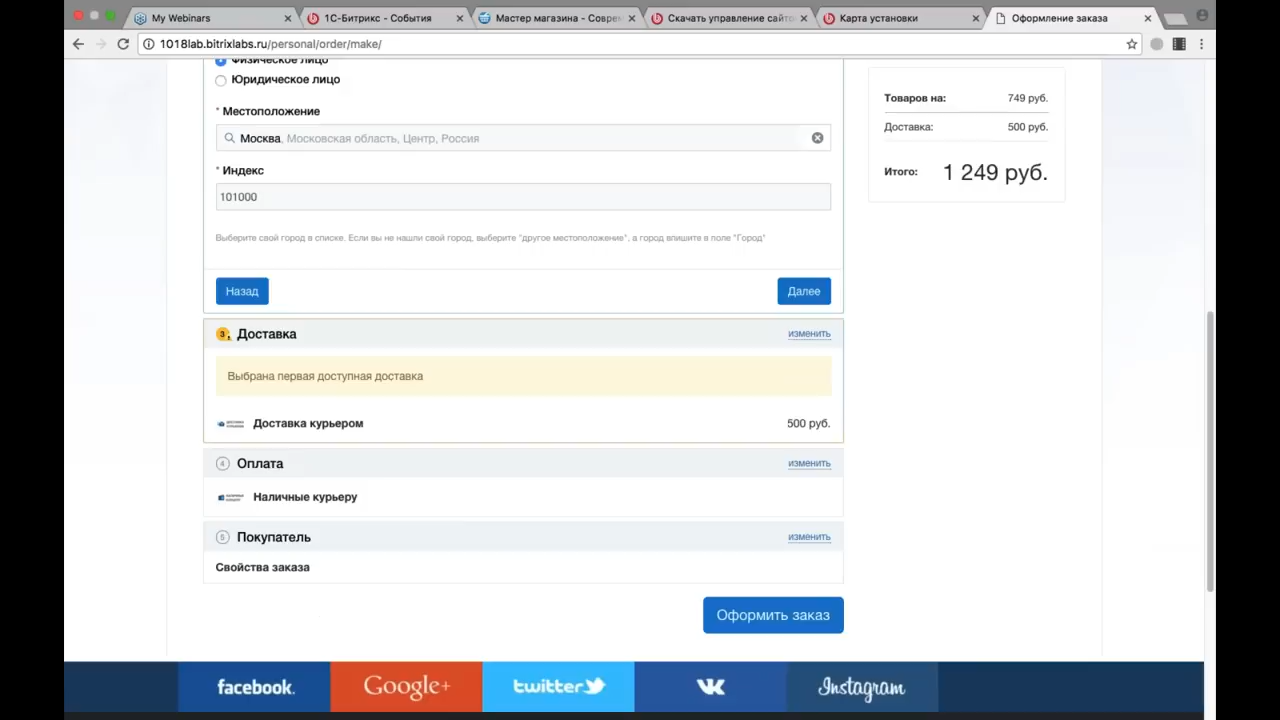 My Webinars
1С-Битрикс - События
Мастер магазина - Соврем
Скачать управление сайто
Карта установки
Оформление заказа
1018lab.bitrixlabs.ru/personal/order/make/
Физическое лицо
Юридическое лицо
* Местоположение
Москва, Московская область, Центр, Россия
* Индекс
101000
Выберите свой город в списке. Если вы не нашли свой город, выберите "другое местоположение", а город впишите в поле "Город"
Назад
Далее
Товаров на: 749 руб.
Доставка: 500 руб.
Итого: 1 249 руб.
3 Доставка изменить
Выбрана первая доступная доставка
Доставка курьером 500 руб.
4 Оплата изменить
Наличные курьеру
5 Покупатель изменить
Свойства заказа
Оформить заказ
facebook.
Google+
twitter
Instagram